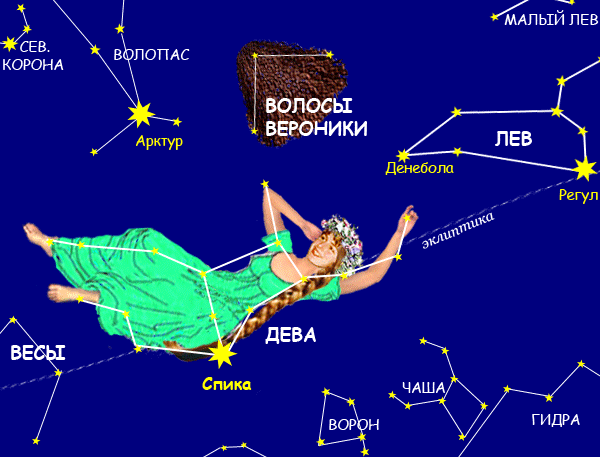 МАЛЫЙ ЛЕВ
СЕВ.
КОРОНА
ВОЛОПАС
ВОЛОСЫ
ВЕРОНИКИ
Арктур
ЛЕВ
Денебола
Регул
эклиптика
ДЕВА
ВЕСЫ
Спика
ЧАША
ВОРОН
ГИДРА